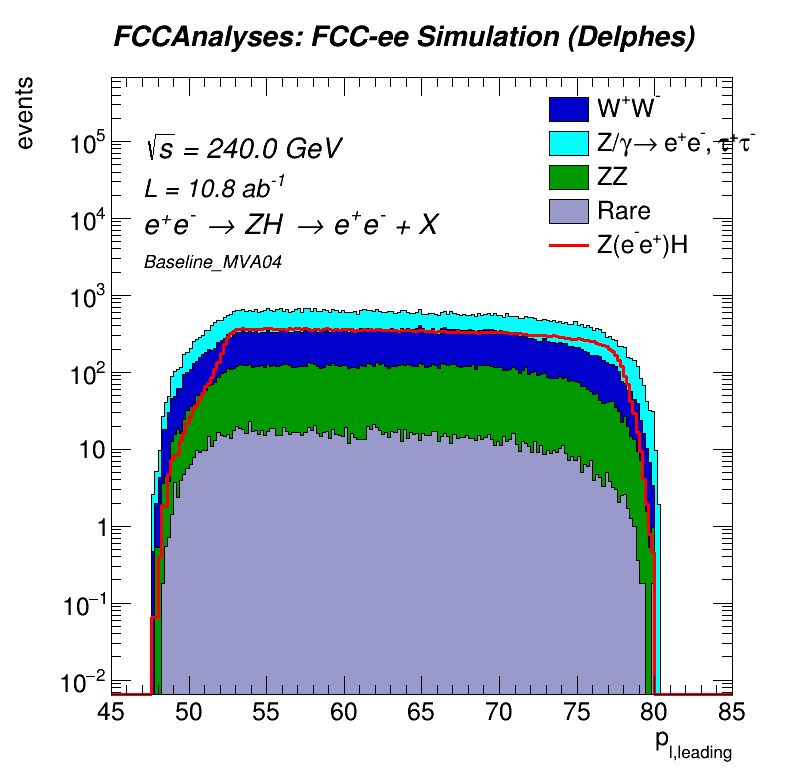 FCCAnalyses: FCC-ee Simulation (Delphes)
events
√s = 240.0 GeV
L = 10.8 ab⁻¹
e⁺e⁻ → ZH → e⁺e⁻ + X
Baseline_MVA04
W⁺W⁻
Z/γ→ e⁺e⁻, τ⁺τ⁻
ZZ
Rare
Z(e⁻e⁺)H
10⁵
10⁴
10³
10²
10
1
10⁻¹
10⁻²
45 50 55 60 65 70 75 80 85
p_l,leading